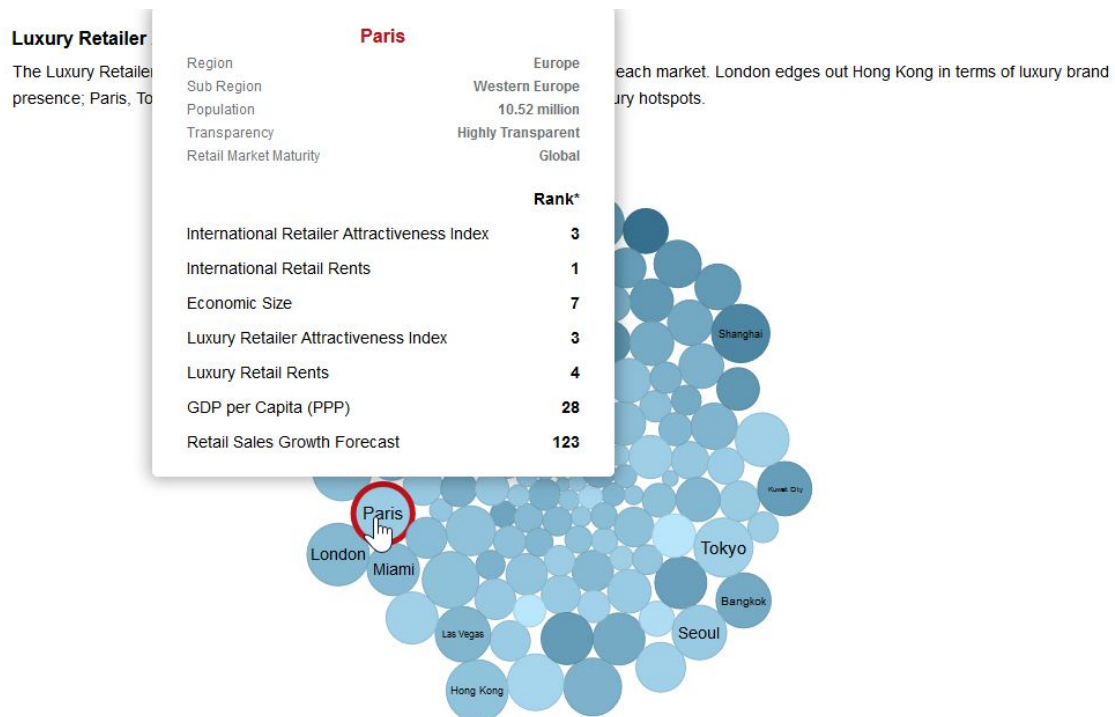 Luxury Retailer
The Luxury Retailer each market. London edges out Hong Kong in terms of luxury brand
presence; Paris, hotspots.
Paris
Region Europe
Sub Region Western Europe
Population 10.52 million
Transparency Highly Transparent
Retail Market Maturity Global
Rank*
International Retailer Attractiveness Index 3
International Retail Rents 1
Economic Size 7
Luxury Retailer Attractiveness Index 3
Luxury Retail Rents 4
GDP per Capita (PPP) 28
Retail Sales Growth Forecast 123
Shanghai
Kuwait City
Paris
Tokyo
London
Miami
Bangkok
Las Vegas
Seoul
Hong Kong